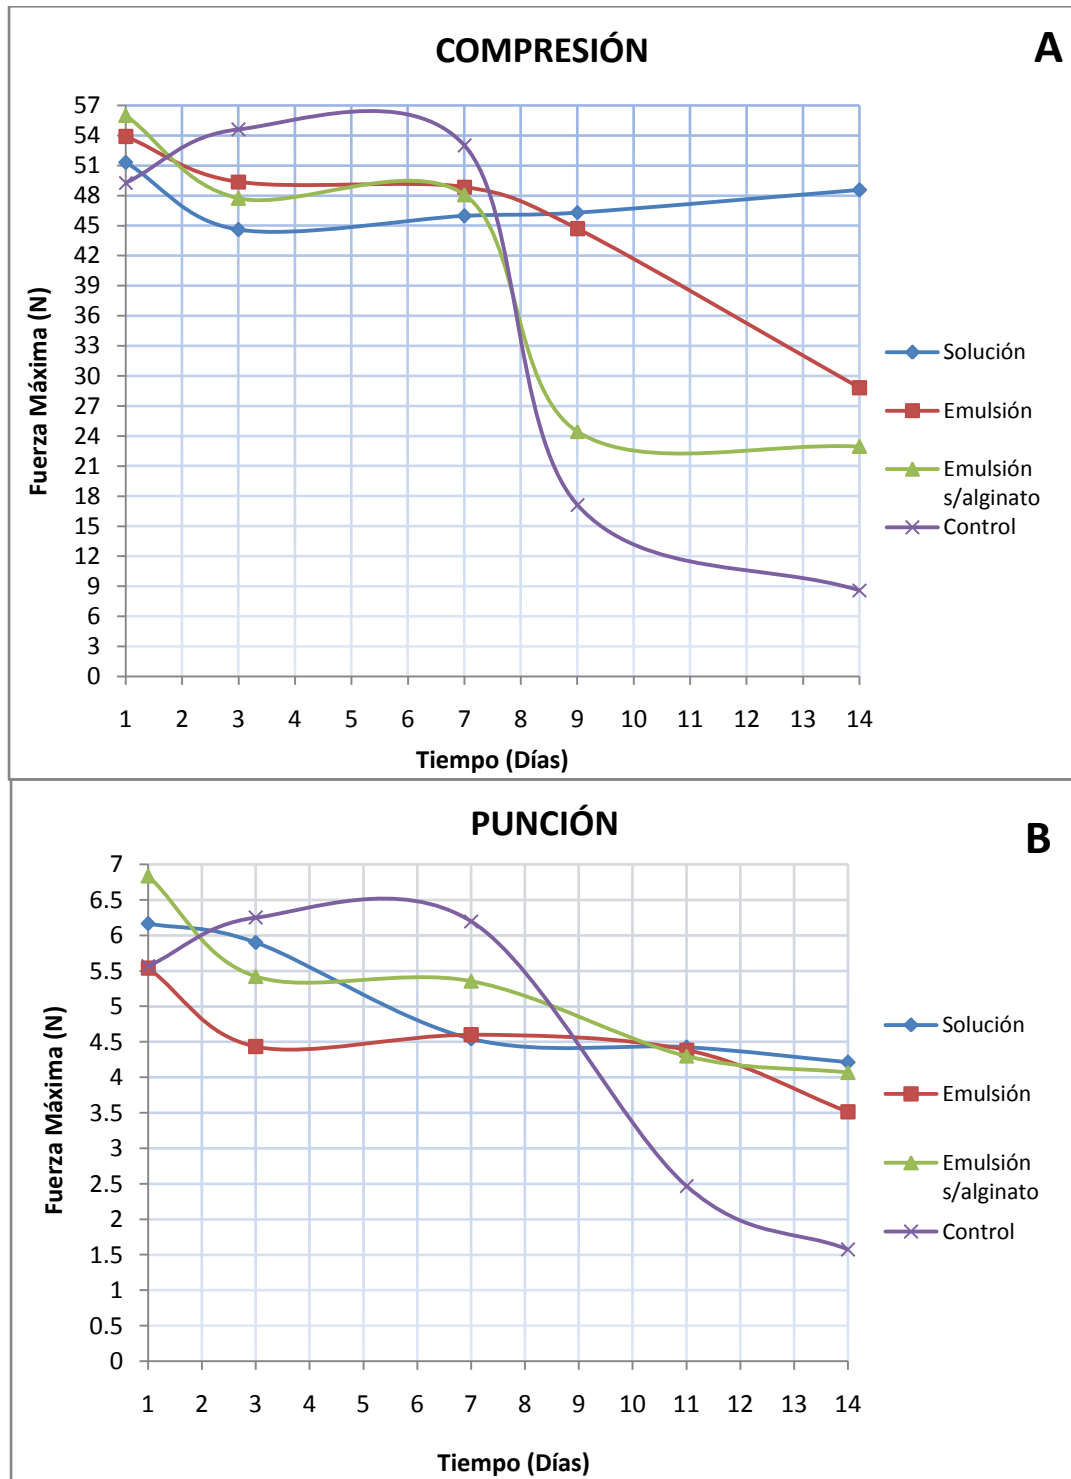 COMPRESIÓN
A
57
54
51
48
45
42
39
36
33
30
27
24
21
18
15
12
9
6
3
0
Fuerza Máxima (N)
1 2 3 4 5 6 7 8 9 10 11 12 13 14
Tiempo (Días)
Solución
Emulsión
Emulsión
s/alginato
Control
PUNCIÓN
B
7
6.5
6
5.5
5
4.5
4
3.5
3
2.5
2
1.5
1
0.5
0
Fuerza Máxima (N)
1 2 3 4 5 6 7 8 9 10 11 12 13 14
Tiempo (Días)
Solución
Emulsión
Emulsión
s/alginato
Control